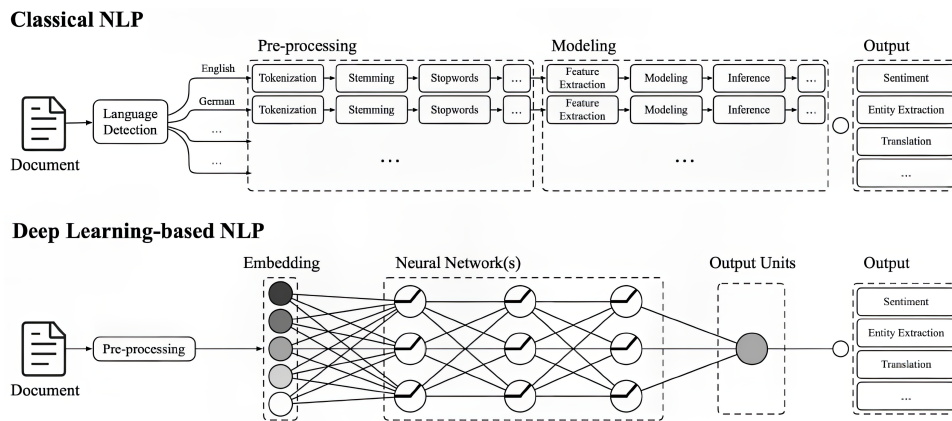 Classical NLP
Pre-processing
Modeling
Output
English
Tokenization
Stemming
Stopwords
...
Feature
Extraction
Modeling
Inference
...
Sentiment
German
Tokenization
Stemming
Stopwords
...
Feature
Extraction
Modeling
Inference
...
Entity Extraction
Language
Detection
...
...
...
...
Translation
...
Document
Deep Learning-based NLP
Embedding
Neural Network(s)
Output Units
Output
Sentiment
Entity Extraction
Pre-processing
Translation
...
Document